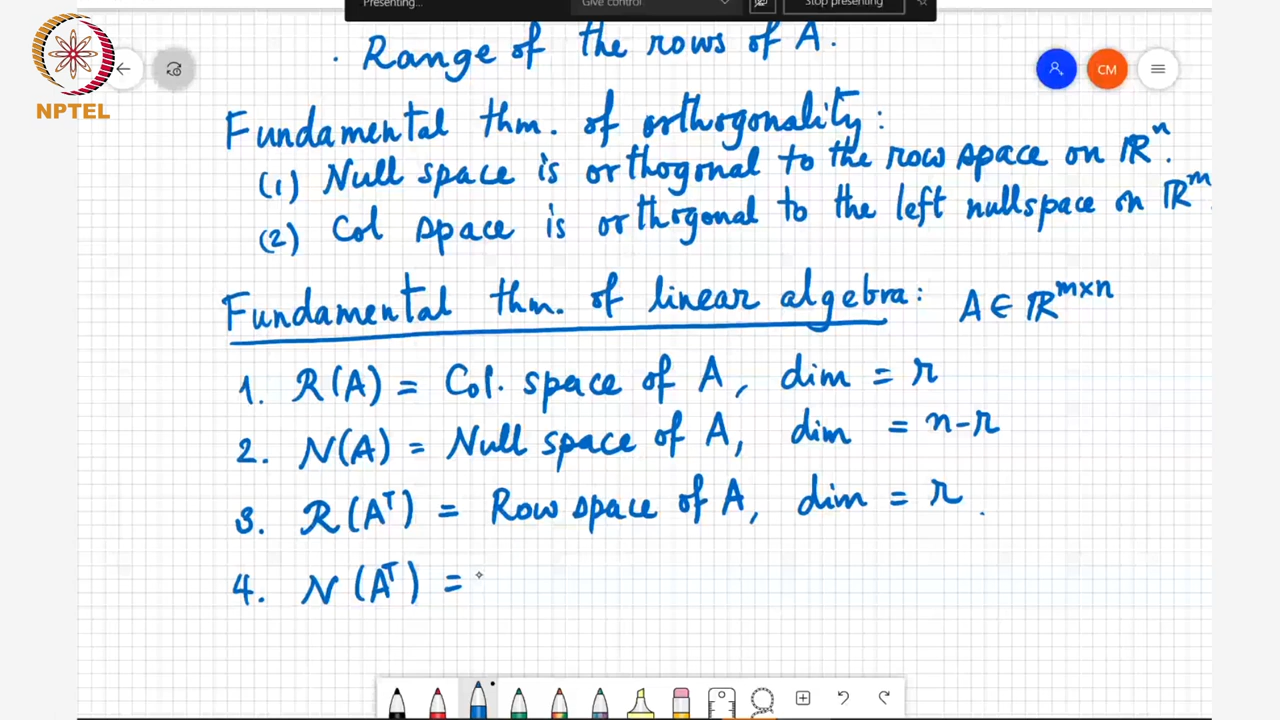 Presenting...
Give control
Stop presenting
. Range of the rows of A.
NPTEL
CM
Fundamental thm. of orthogonality:
(1) Null space is orthogonal to the row space on ℝⁿ.
(2) Col space is orthogonal to the left nullspace on ℝᵐ.
Fundamental thm. of linear algebra: A ∈ ℝᵐˣⁿ
1. R(A) = Col. space of A, dim = r
2. N(A) = Null space of A, dim = n-r
3. R(Aᵀ) = Row space of A, dim = r.
4. N(Aᵀ) =